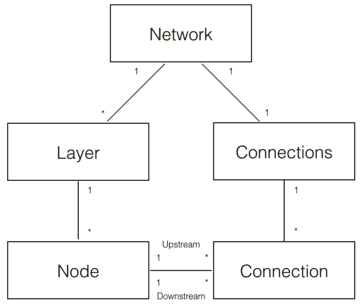 Network
1 1
* 1
Layer Connections
1 1
* *
Upstream
1 *
Node Connection
1 *
Downstream